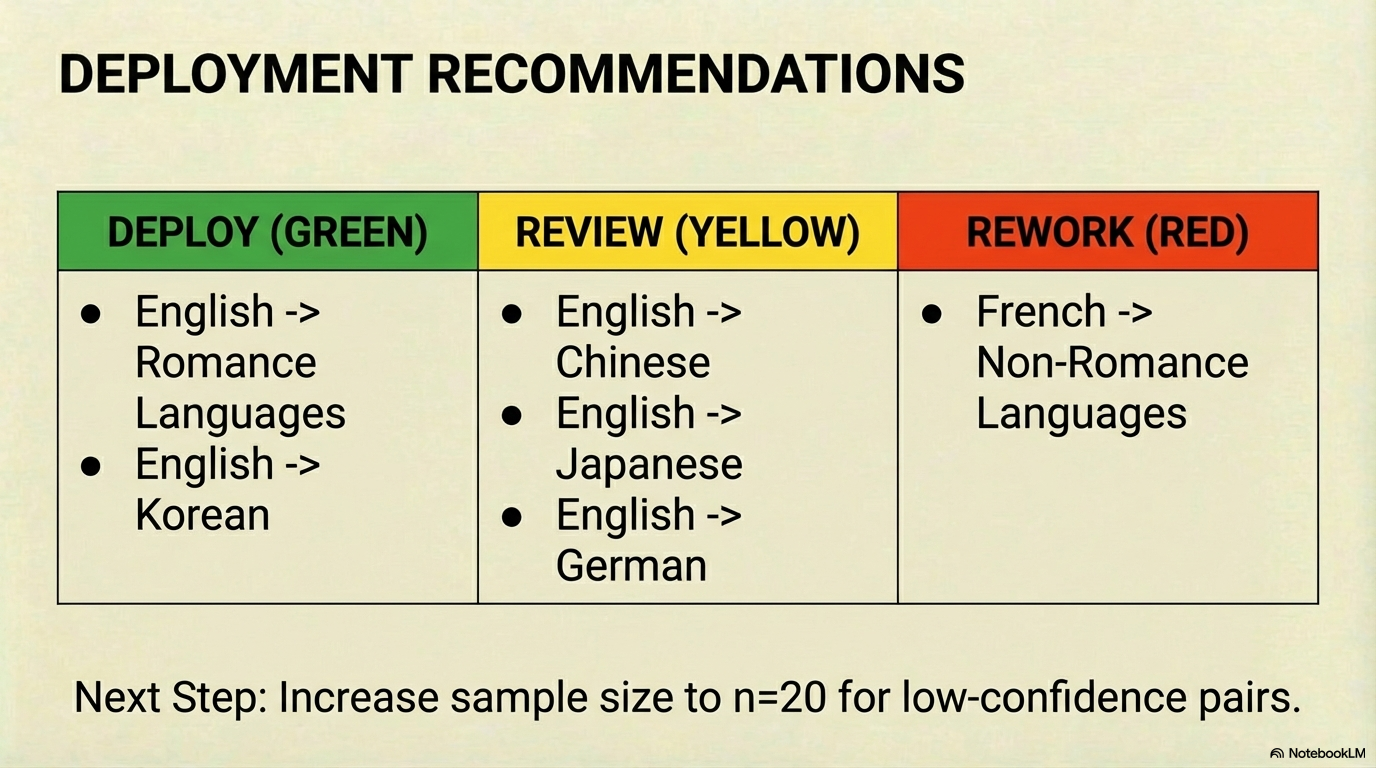 DEPLOYMENT RECOMMENDATIONS
DEPLOY (GREEN)
REVIEW (YELLOW)
REWORK (RED)
● English ->
Romance
Languages
● English ->
Korean
● English ->
Chinese
● English ->
Japanese
● English ->
German
● French ->
Non-Romance
Languages
Next Step: Increase sample size to n=20 for low-confidence pairs.
NotebookLM